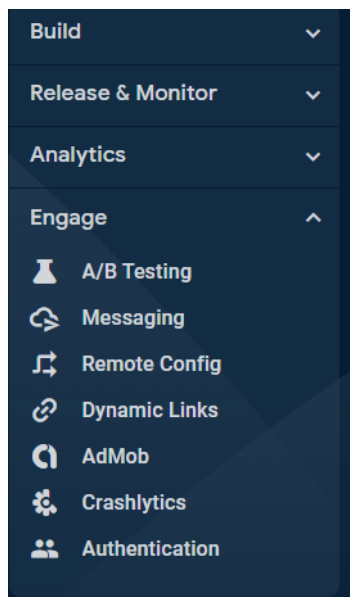 Build
Release & Monitor
Analytics
Engage
A/B Testing
Messaging
Remote Config
Dynamic Links
AdMob
Crashlytics
Authentication